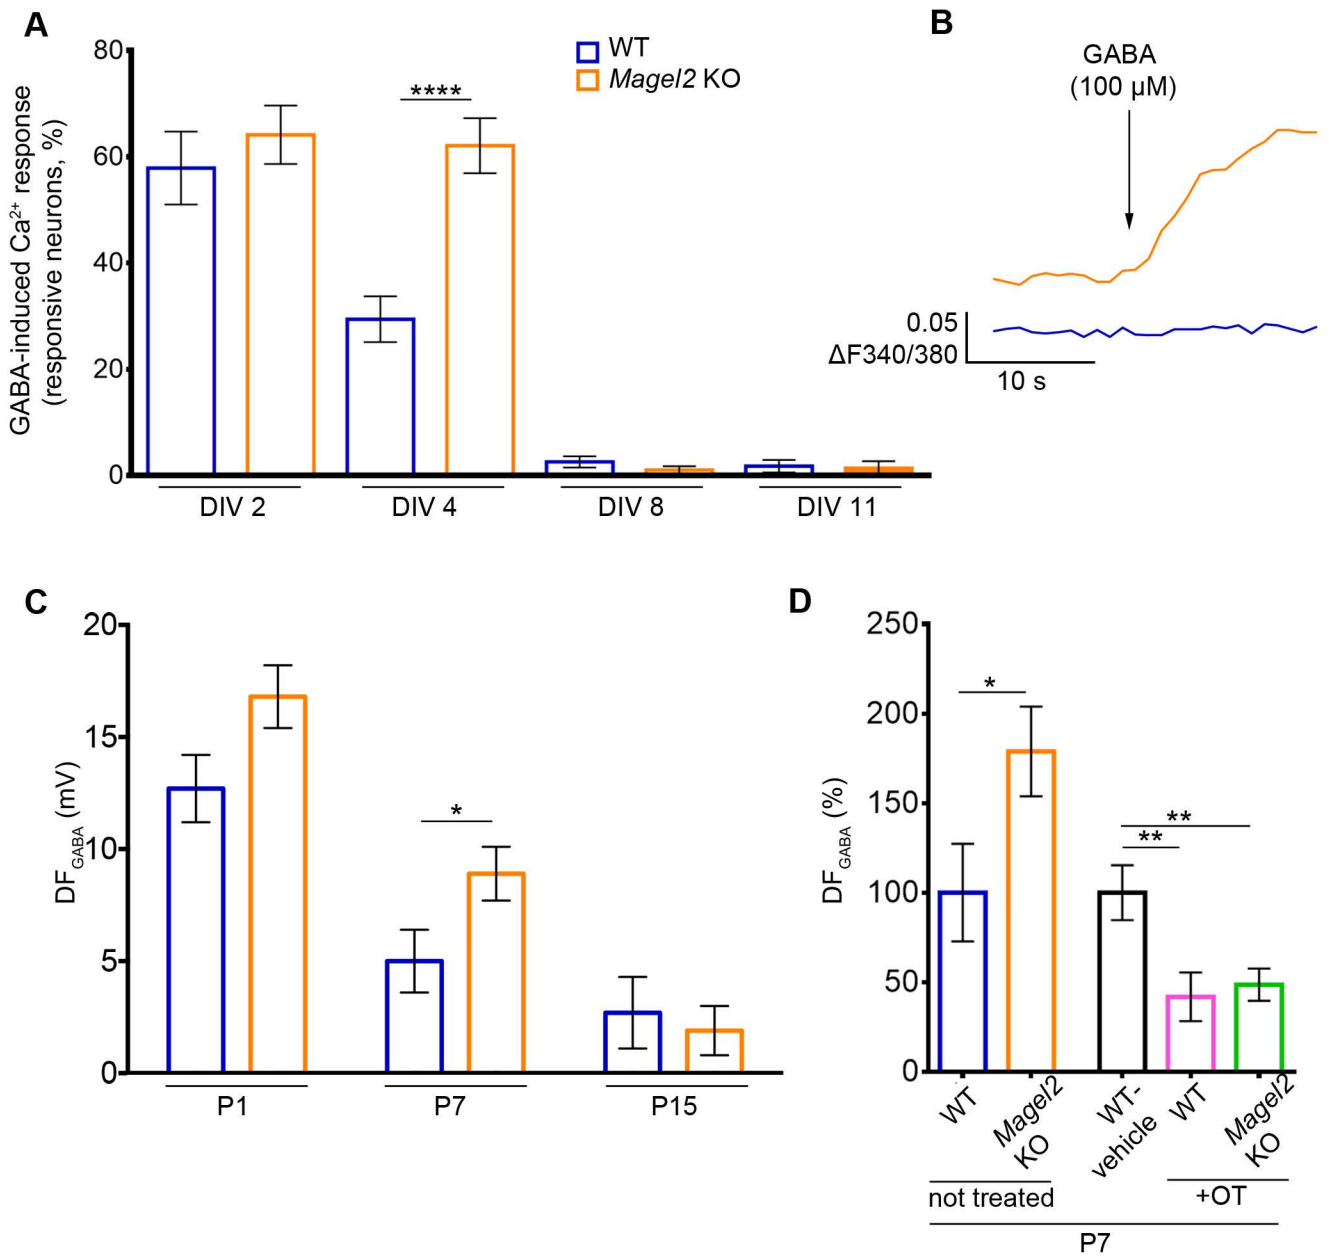 A
GABA-induced Ca²⁺ response
(responsive neurons, %)
80
60
40
20
0
WT
Magel2 KO
****
DIV 2
DIV 4
DIV 8
DIV 11
B
GABA
(100 µM)
0.05
ΔF340/380
10 s
C
DF_GABA (mV)
20
15
10
5
0
*
P1
P7
P15
D
DF_GABA (%)
250
200
150
100
50
0
*
**
**
WT
Magel2
KO
WT-
vehicle
WT
Magel2
KO
not treated
+OT
P7